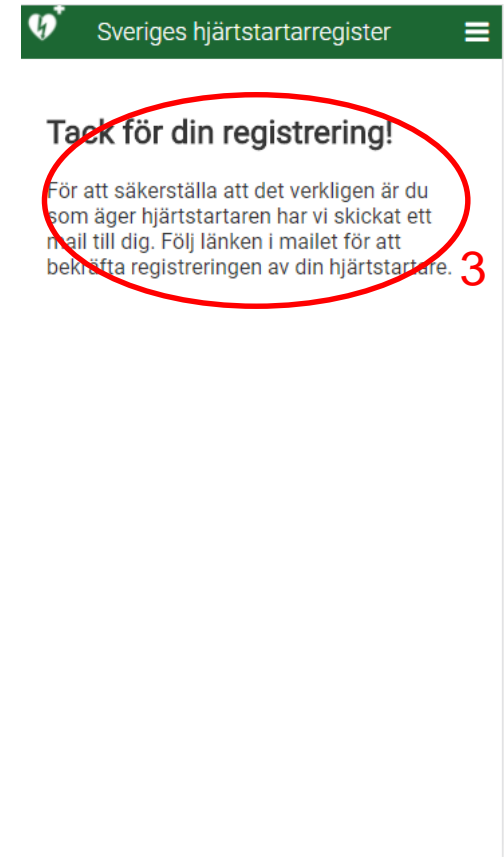 Sveriges hjärtstartarregister
Tack för din registrering!
För att säkerställa att det verkligen är du
som äger hjärtstartaren har vi skickat ett
mail till dig. Följ länken i mailet för att
bekräfta registreringen av din hjärtstartare.
3